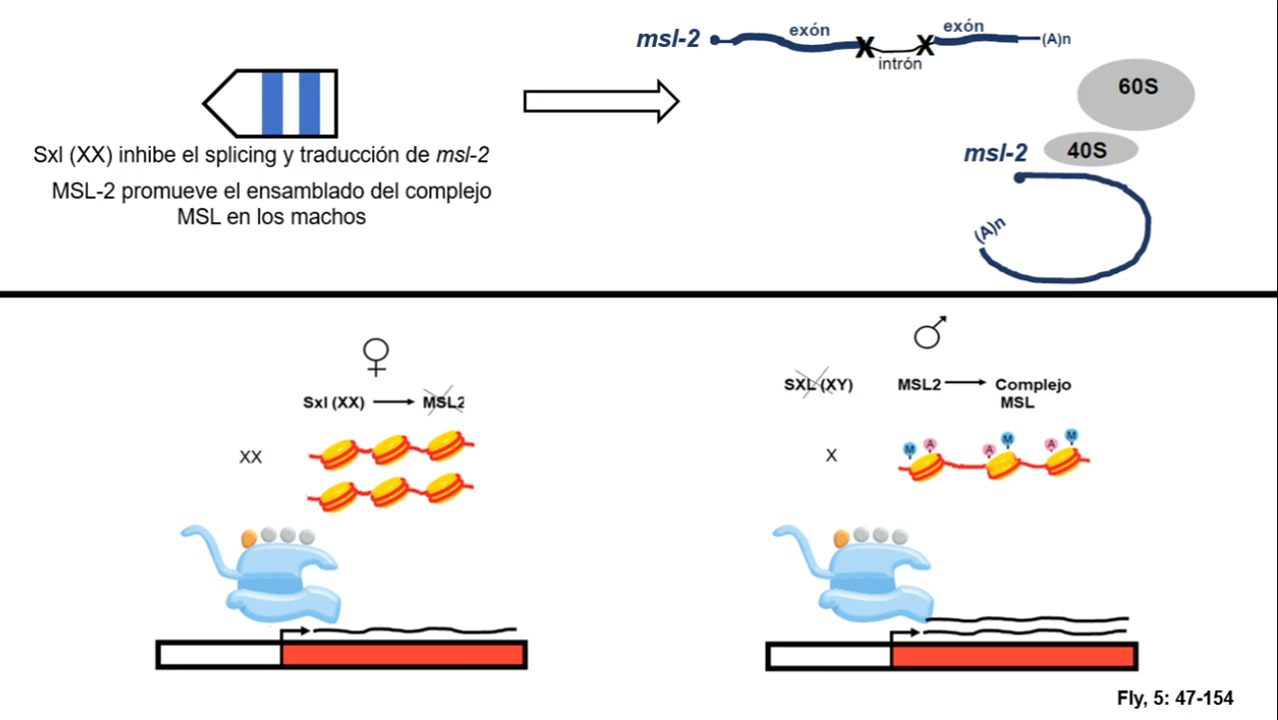 msl-2
exón
exón
(A)n
intrón
60S
Sxl (XX) inhibe el splicing y traducción de msl-2
msl-2
40S
MSL-2 promueve el ensamblado del complejo
MSL en los machos
(A)n
♀
♂
Sxl (XX)
MSL2
SXL (XY)
MSL2
Complejo
MSL
XX
X
M
A
A
M
A
M
Fly, 5: 47-154